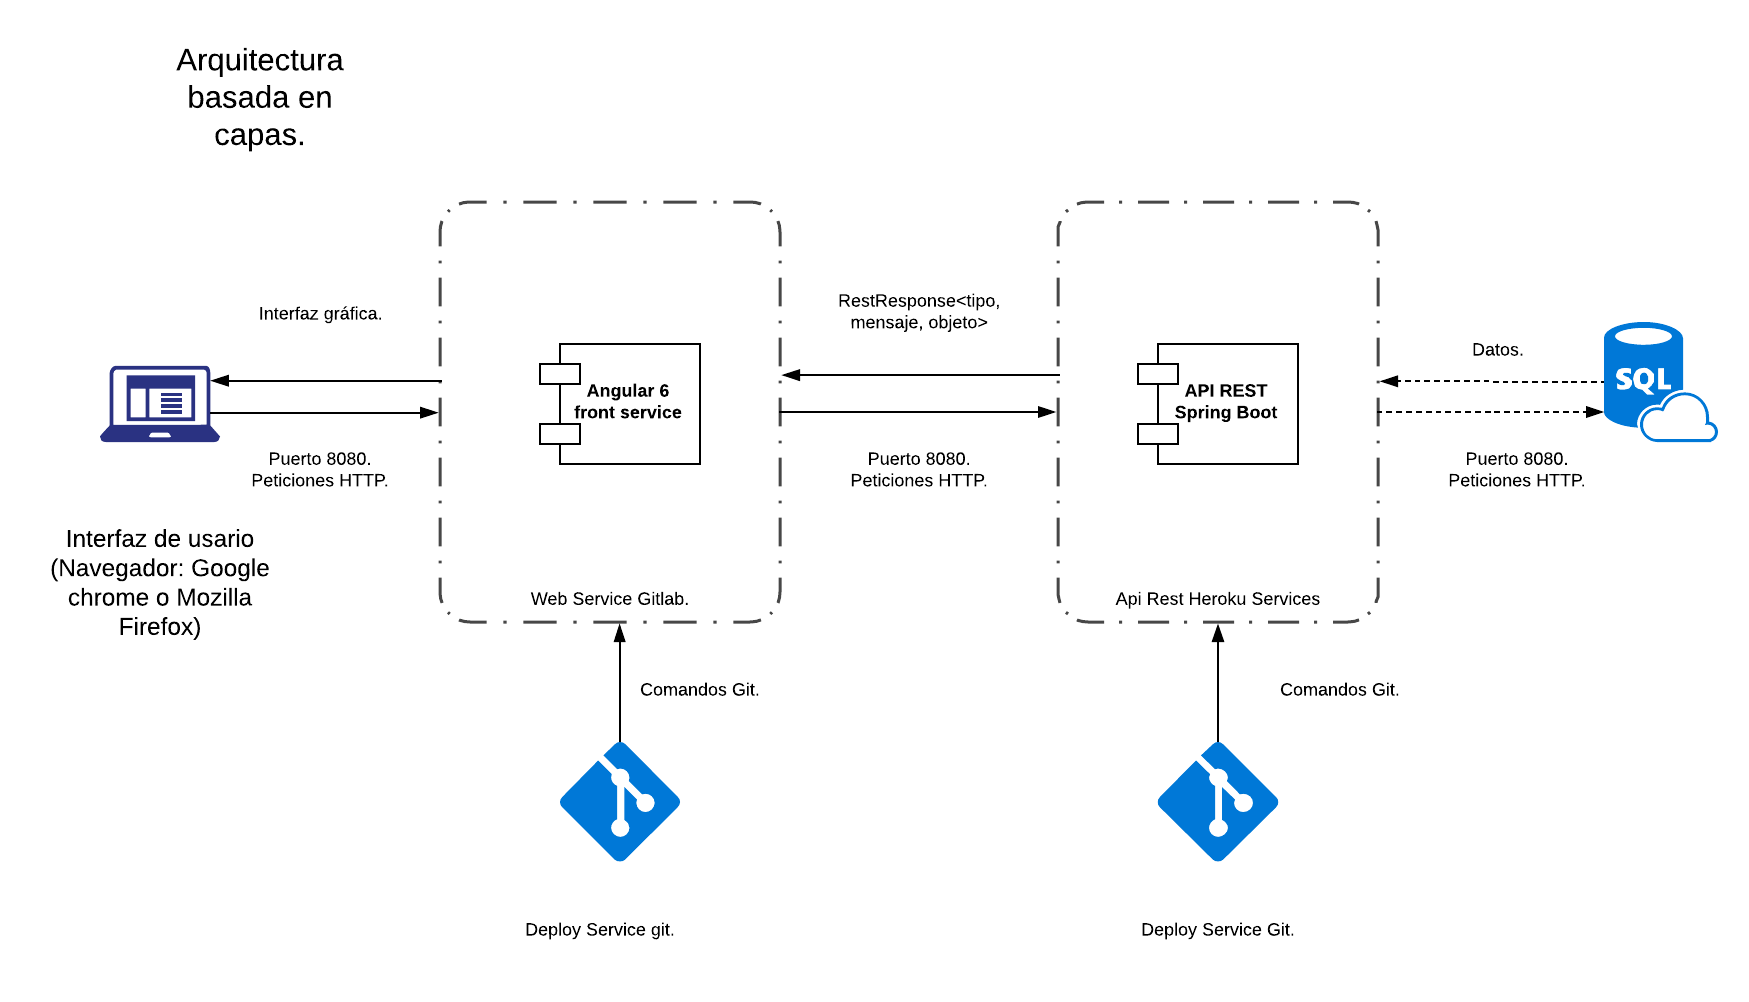 Arquitectura
basada en
capas.
Interfaz gráfica.
RestResponse<tipo,
mensaje, objeto>
Datos.
SQL
Angular 6
front service
API REST
Spring Boot
Puerto 8080.
Peticiones HTTP.
Puerto 8080.
Peticiones HTTP.
Puerto 8080.
Peticiones HTTP.
Interfaz de usario
(Navegador: Google
chrome o Mozilla
Firefox)
Web Service Gitlab.
Api Rest Heroku Services
Comandos Git.
Comandos Git.
Deploy Service git.
Deploy Service Git.